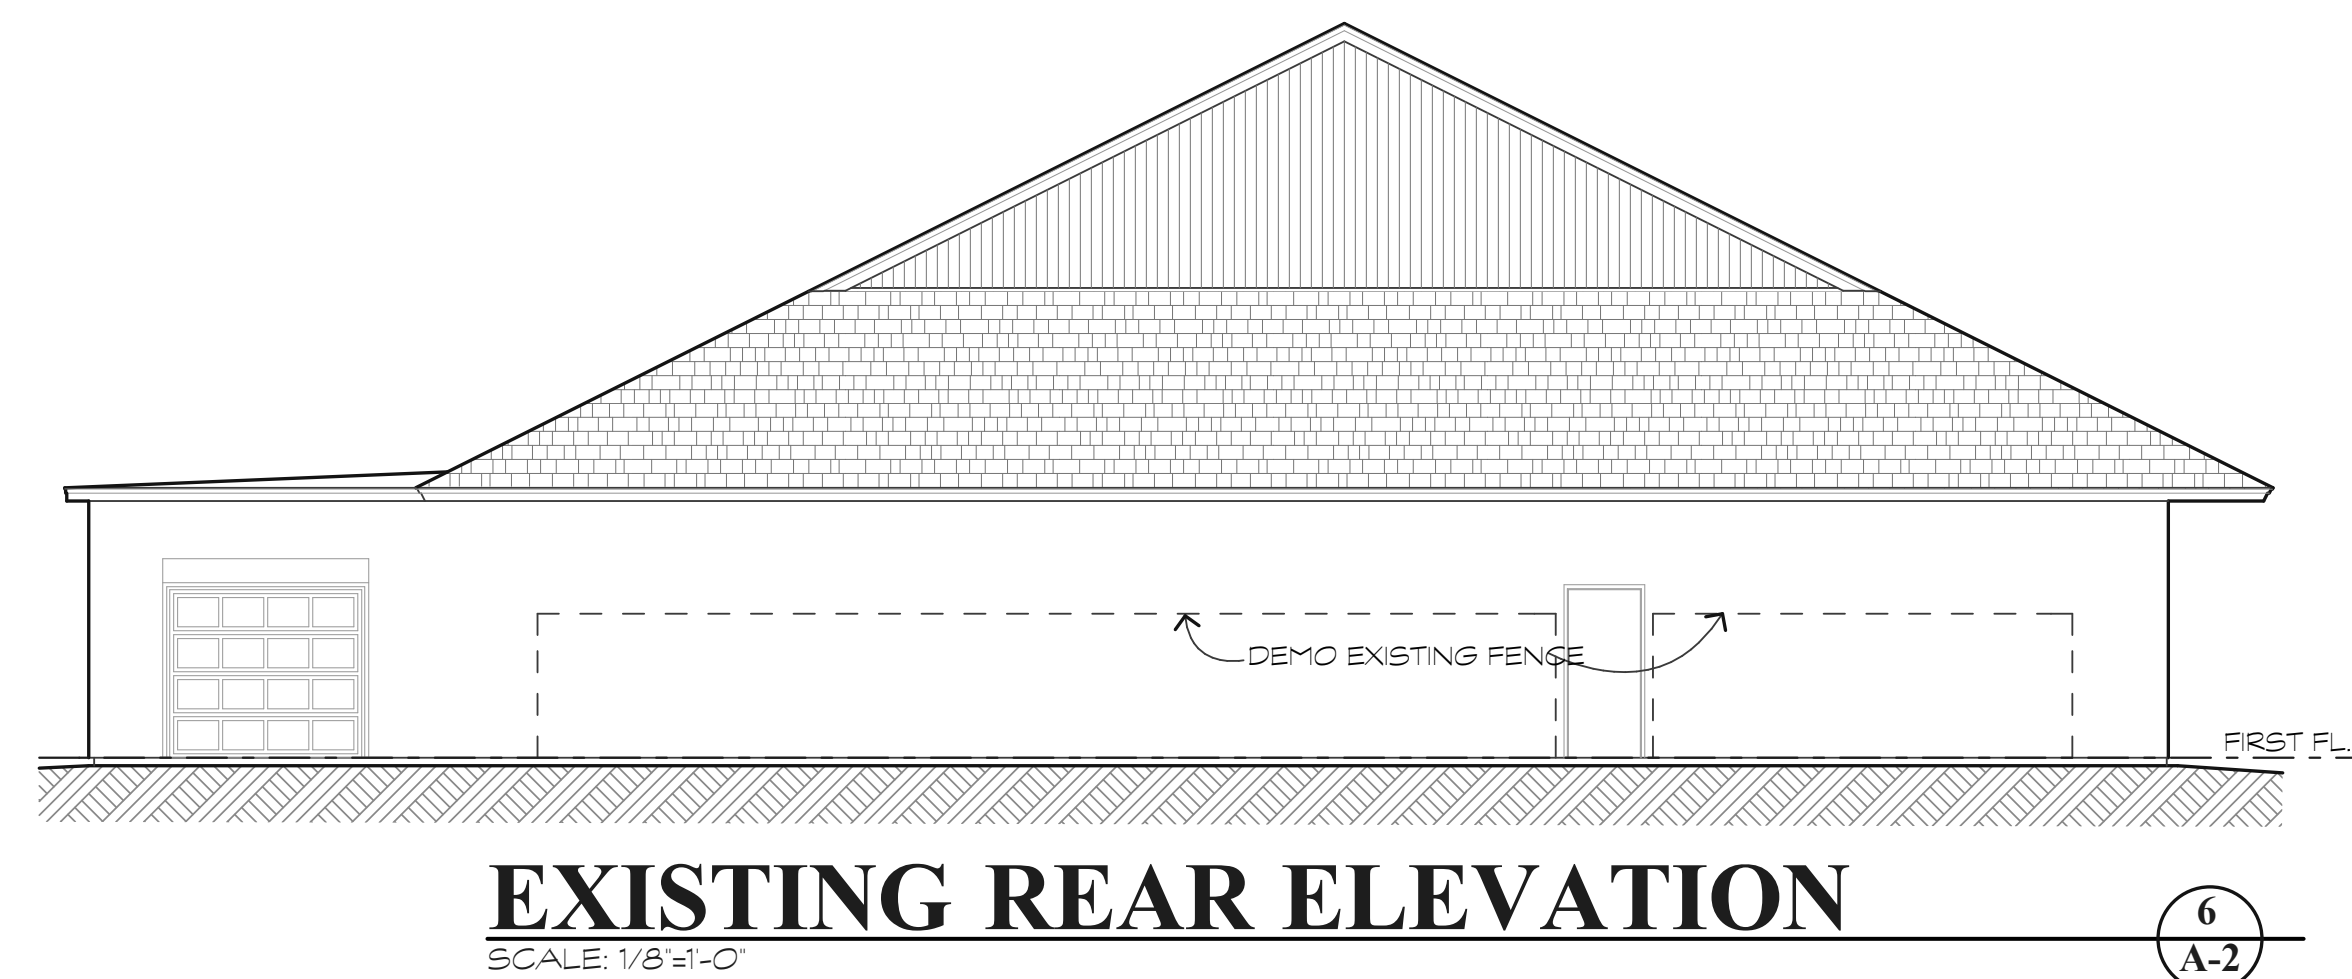 DEMO EXISTING FENCE
FIRST FL.
EXISTING REAR ELEVATION
SCALE: 1/8"=1'-0"
6
A-2